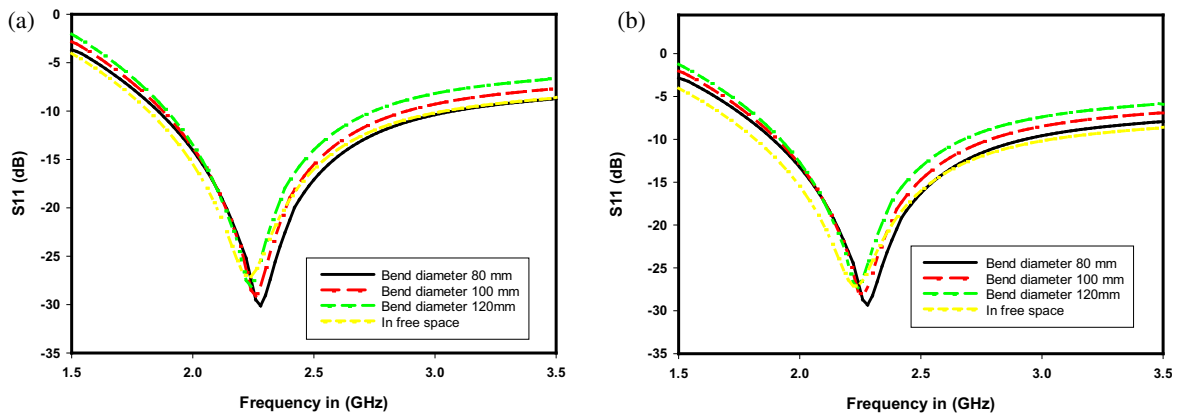 (a)
0
-5
-10
-15
-20
-25
-30
-35
S11 (dB)
Bend diameter 80 mm
Bend diameter 100 mm
Bend diameter 120mm
In free space
1.5 2.0 2.5 3.0 3.5
Frequency in (GHz)
(b)
0
-5
-10
-15
-20
-25
-30
-35
S11 (dB)
Bend diameter 80 mm
Bend diameter 100 mm
Bend diameter 120mm
In free space
1.5 2.0 2.5 3.0 3.5
Frequency in (GHz)